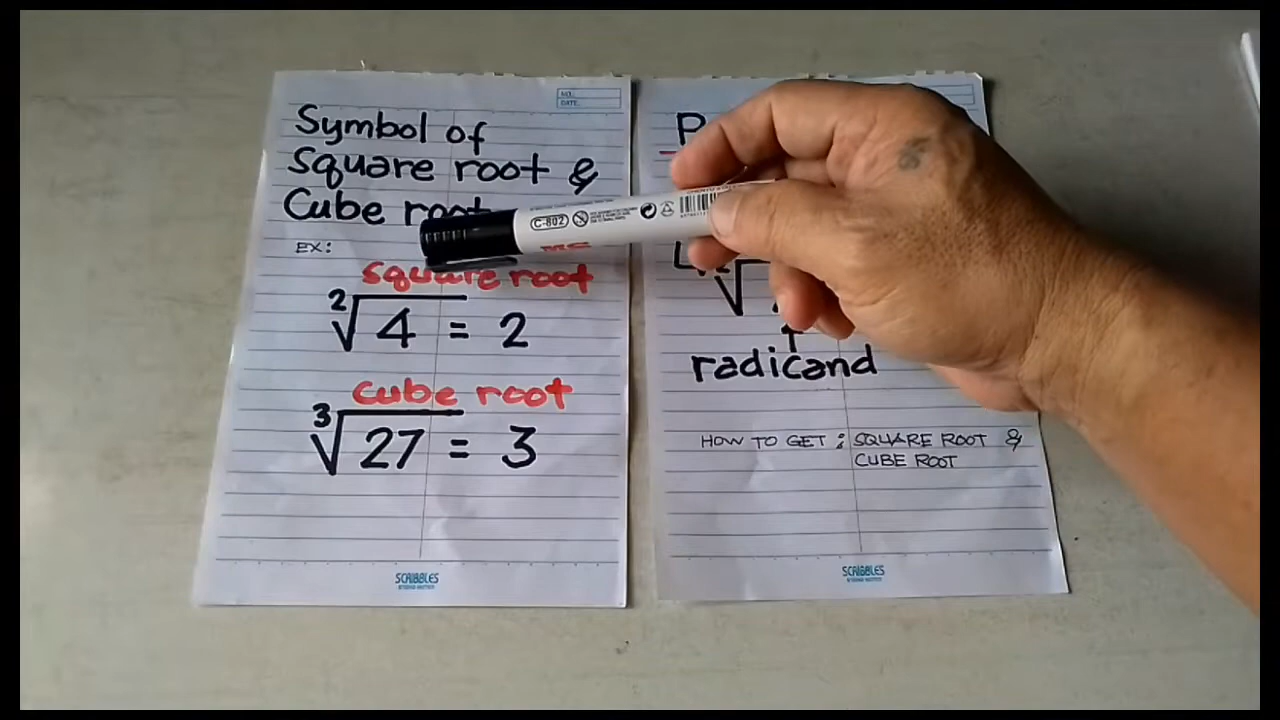 NO.:
DATE:
Symbol of
square root &
Cube root
EX:
square root
²√4 = 2
cube root
³√27 = 3
SCRIBBLES
C-802
radicand
HOW TO GET : SQUARE ROOT &
CUBE ROOT
SCRIBBLES